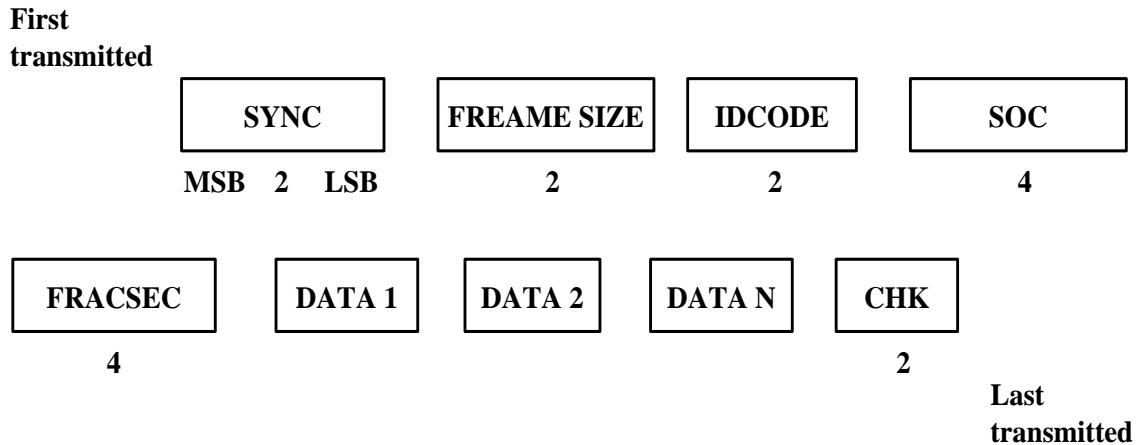 First
transmitted
SYNC FREAME SIZE IDCODE SOC
MSB 2 LSB 2 2 4
FRACSEC DATA 1 DATA 2 DATA N CHK
4 2
Last
transmitted